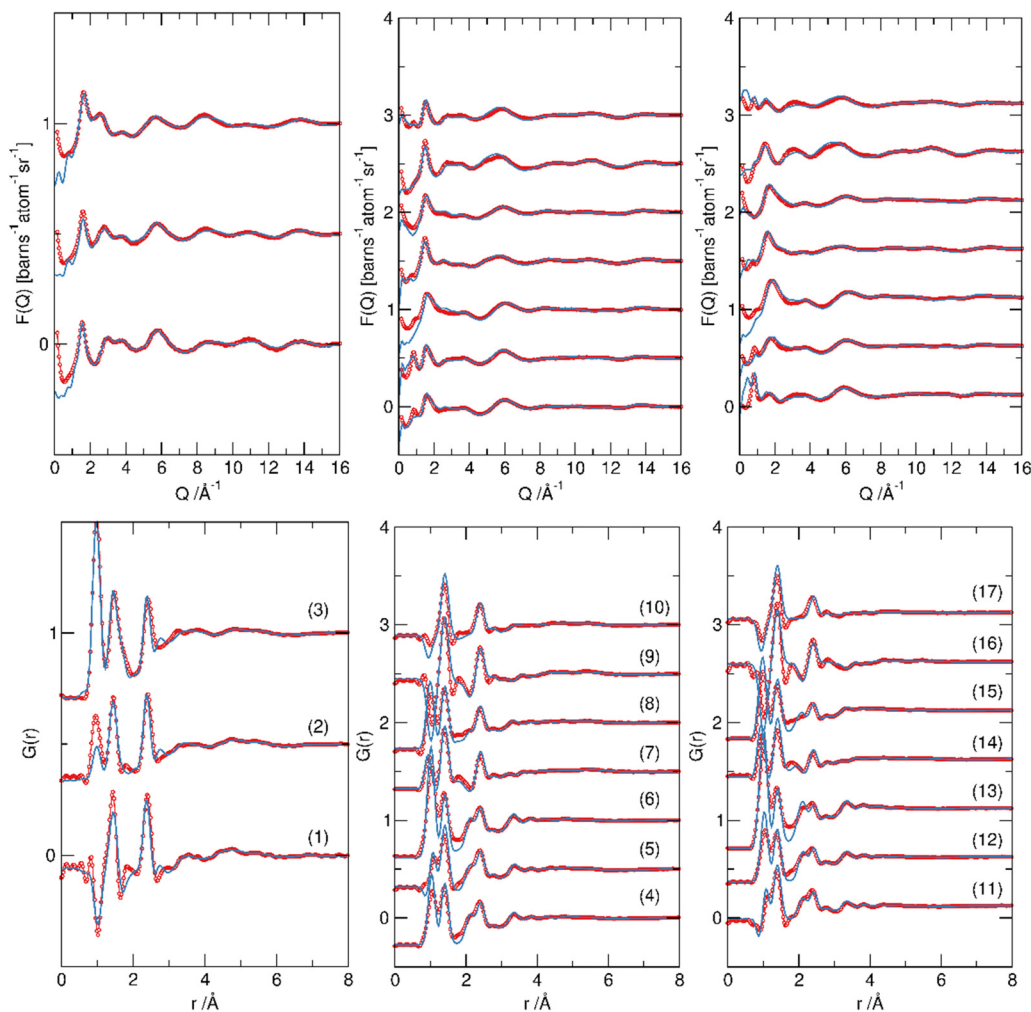 F(Q) [barns⁻¹atom⁻¹sr⁻¹]
1
0
0 2 4 6 8 10 12 14 16
Q /Å⁻¹
F(Q) [barns⁻¹atom⁻¹sr⁻¹]
3
2
1
0
0 2 4 6 8 10 12 14 16
Q /Å⁻¹
F(Q) [barns⁻¹atom⁻¹sr⁻¹]
4
3
2
1
0
0 2 4 6 8 10 12 14 16
Q /Å⁻¹
G(r)
1
0
(3)
(2)
(1)
0 2 4 6 8
r /Å
G(r)
4
3
2
1
0
(10)
(9)
(8)
(7)
(6)
(5)
(4)
0 2 4 6 8
r /Å
G(r)
4
3
2
1
0
(17)
(16)
(15)
(14)
(13)
(12)
(11)
0 2 4 6 8
r /Å